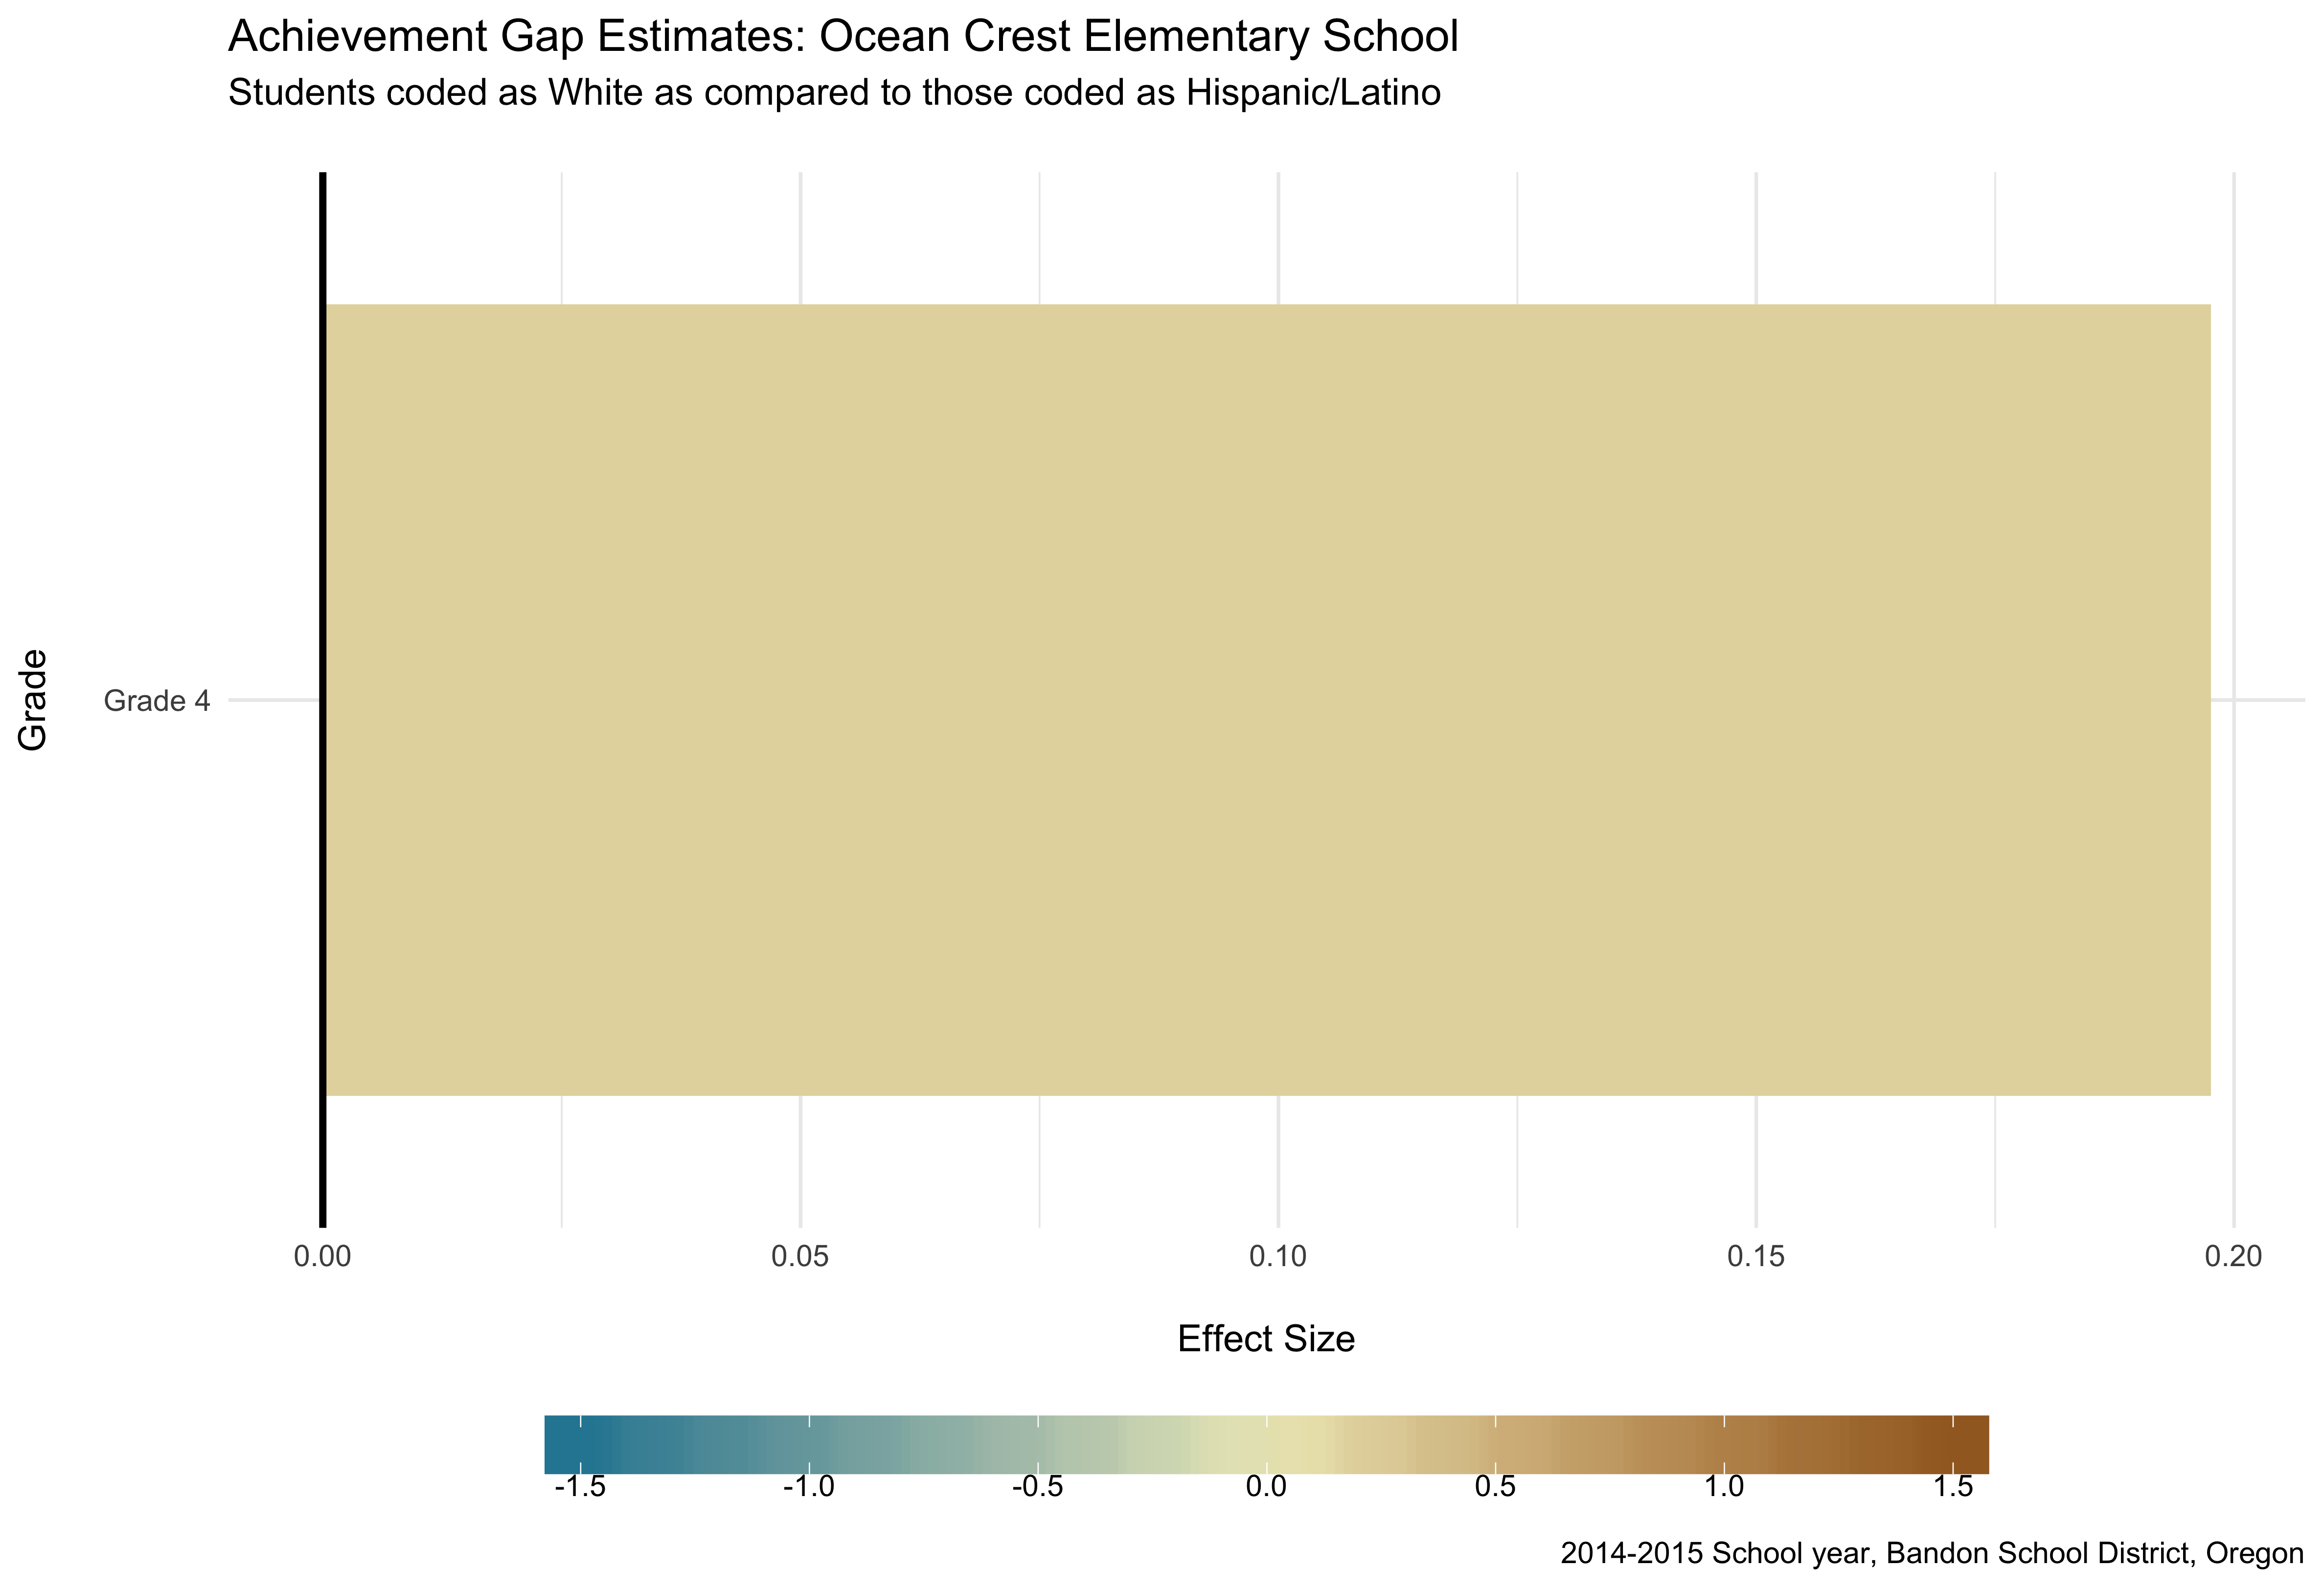 Achievement Gap Estimates: Ocean Crest Elementary School
Students coded as White as compared to those coded as Hispanic/Latino
Grade
Grade 4
0.00 0.05 0.10 0.15 0.20
Effect Size
-1.5 -1.0 -0.5 0.0 0.5 1.0 1.5
2014-2015 School year, Bandon School District, Oregon